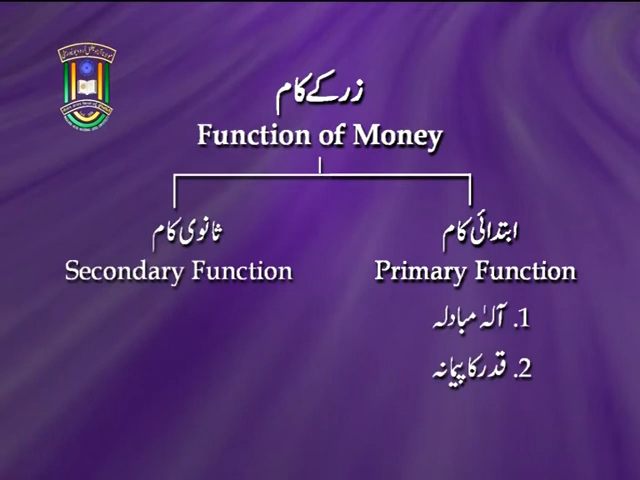 زر کے کام
Function of Money
ابتدائی کام
Primary Function
1. آلۂ مبادلہ
2. قدر کا پیمانہ
ثانوی کام
Secondary Function